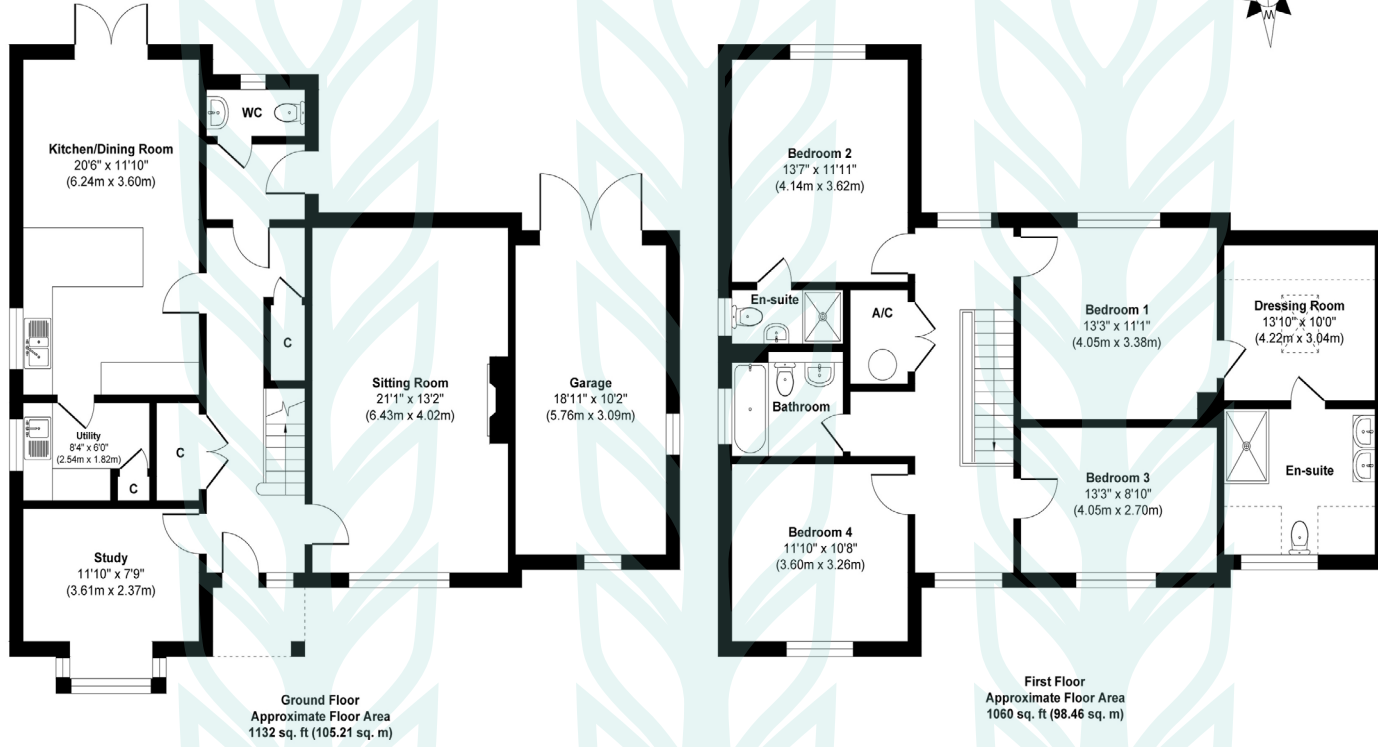 N
WC
Kitchen/Dining Room
20'6" x 11'10"
(6.24m x 3.60m)
C
Sitting Room
21'1" x 13'2"
(6.43m x 4.02m)
Garage
18'11" x 10'2"
(5.76m x 3.09m)
Utility
8'4" x 6'0"
(2.54m x 1.82m)
C
C
Study
11'10" x 7'9"
(3.61m x 2.37m)
Ground Floor
Approximate Floor Area
1132 sq. ft (105.21 sq. m)
Bedroom 2
13'7" x 11'11"
(4.14m x 3.62m)
En-suite
A/C
Bedroom 1
13'3" x 11'1"
(4.05m x 3.38m)
Dressing Room
13'10" x 10'0"
(4.22m x 3.04m)
Bathroom
Bedroom 3
13'3" x 8'10"
(4.05m x 2.70m)
En-suite
Bedroom 4
11'10" x 10'8"
(3.60m x 3.26m)
First Floor
Approximate Floor Area
1060 sq. ft (98.46 sq. m)